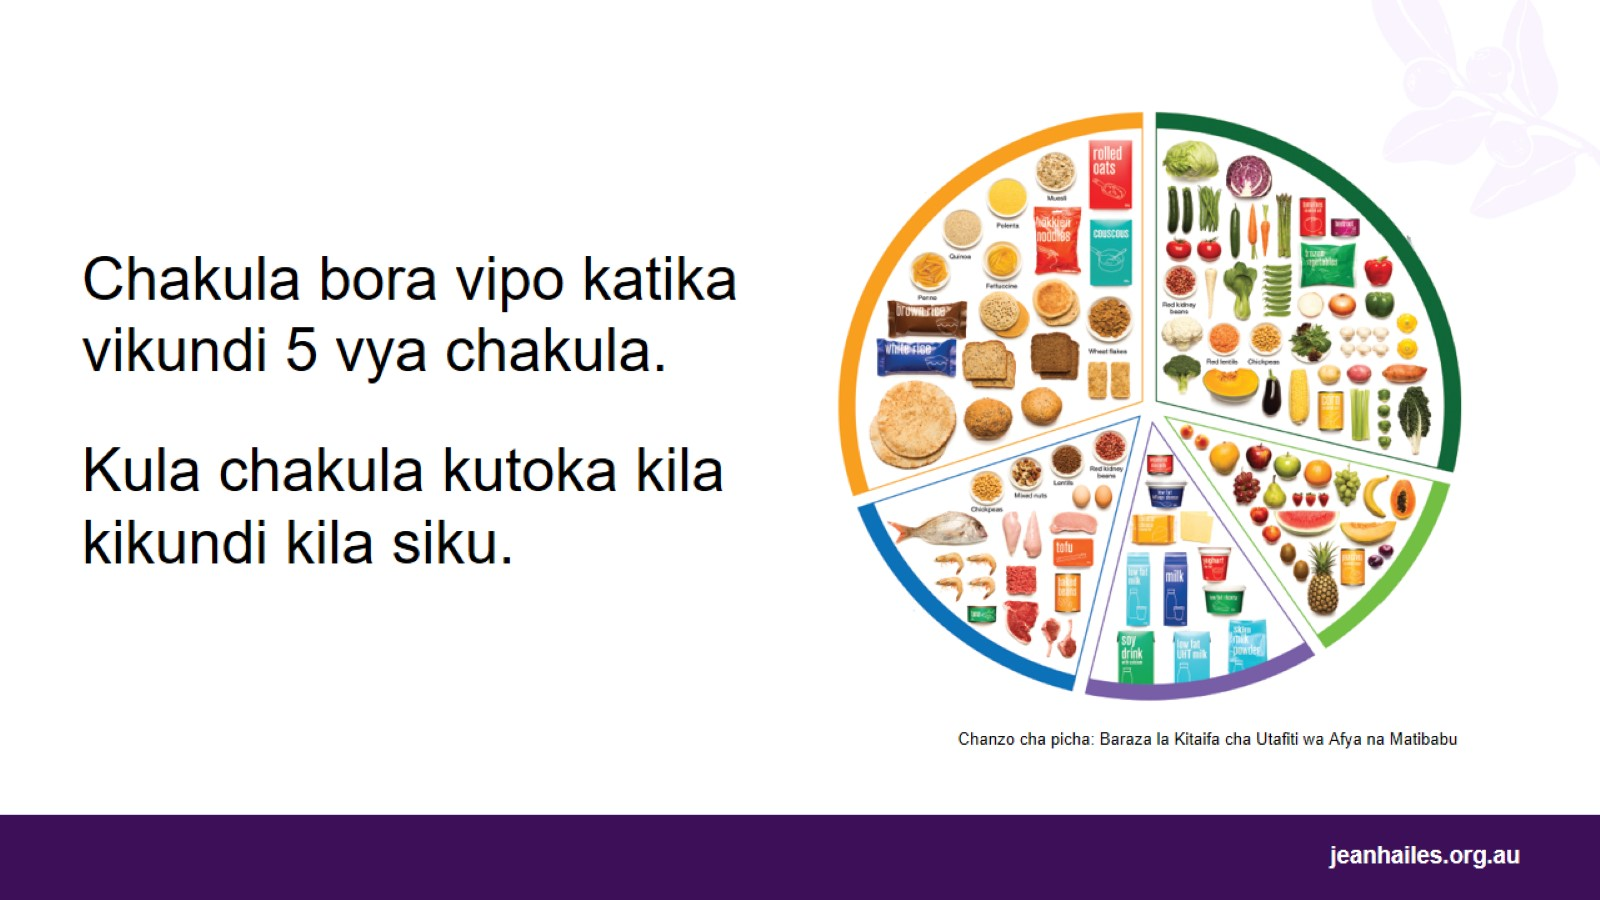 Chakula bora vipo katika
vikundi 5 vya chakula.
Kula chakula kutoka kila
kikundi kila siku.
rolled
oats
Muesli
Polenta
hokkien
noodles
couscous
Quinoa
Fettuccine
Penne
brown rice
white rice
Wheat flakes
frozen
vegetables
Red kidney
beans
Red lentils
Chickpeas
corn
Red kidney
beans
Lentils
Mixed nuts
Chickpeas
tofu
baked
beans
low fat
milk
milk
yoghurt
soy
drink
low fat
UHT milk
skim
milk
powder
Chanzo cha picha: Baraza la Kitaifa cha Utafiti wa Afya na Matibabu
jeanhailes.org.au